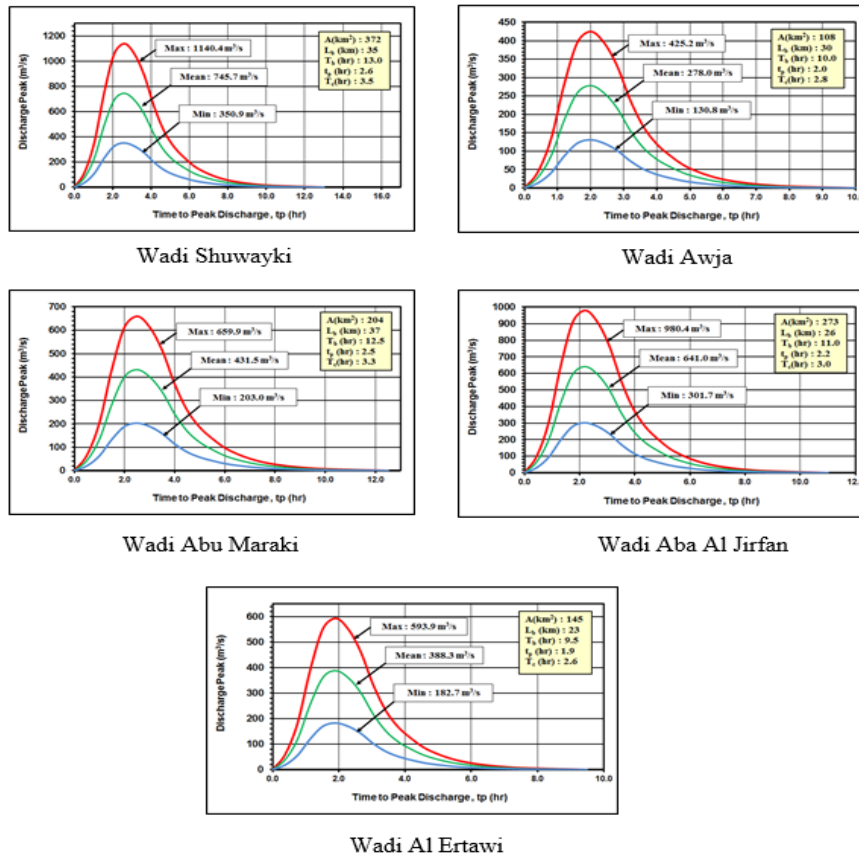 Discharge Peak (m³/s)
1200
1000
800
600
400
200
0
0.0 2.0 4.0 6.0 8.0 10.0 12.0 14.0 16.0
Time to Peak Discharge, tp (hr)
Max : 1140.4 m³/s
Mean : 745.7 m³/s
Min : 350.9 m³/s
A(km²) : 372
Lb (km) : 35
Tb (hr) : 13.0
tp (hr) : 2.6
Tc(hr) : 3.5
Wadi Shuwayki
Discharge Peak (m³/s)
450
400
350
300
250
200
150
100
50
0
0.0 1.0 2.0 3.0 4.0 5.0 6.0 7.0 8.0 9.0
Time to Peak Discharge, tp (hr)
Max : 425.2 m³/s
Mean : 278.0 m³/s
Min : 130.8 m³/s
A(km²) : 108
Lb (km) : 30
Tb (hr) : 10.0
tp (hr) : 2.0
Tc(hr) : 2.8
Wadi Awja
Discharge Peak (m³/s)
700
600
500
400
300
200
100
0
0.0 2.0 4.0 6.0 8.0 10.0 12.0
Time to Peak Discharge, tp (hr)
Max : 659.9 m³/s
Mean : 431.5 m³/s
Min : 203.0 m³/s
A(km²) : 204
Lb (km) : 37
Tb (hr) : 12.5
tp (hr) : 2.5
Tc(hr) : 3.3
Wadi Abu Maraki
Discharge Peak (m³/s)
1000
900
800
700
600
500
400
300
200
100
0
0.0 2.0 4.0 6.0 8.0 10.0
Time to Peak Discharge, tp (hr)
Max : 980.4 m³/s
Mean : 641.0 m³/s
Min : 301.7 m³/s
A(km²) : 273
Lb (km) : 26
Tb (hr) : 11.0
tp (hr) : 2.2
Tc(hr) : 3.0
Wadi Aba Al Jirfan
Discharge Peak (m³/s)
600
500
400
300
200
100
0
0.0 2.0 4.0 6.0 8.0 10.0
Time to Peak Discharge, tp (hr)
Max : 593.9 m³/s
Mean : 388.3 m³/s
Min : 182.7 m³/s
A(km²) : 145
Lb (km) : 23
Tb (hr) : 9.5
tp (hr) : 1.9
Tc (hr) : 2.6
Wadi Al Ertawi